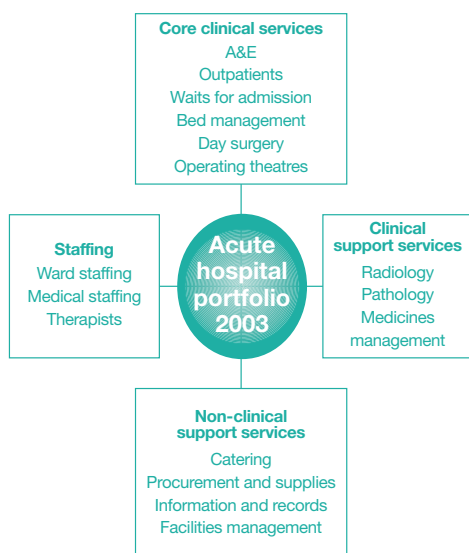 Core clinical services
A&E
Outpatients
Waits for admission
Bed management
Day surgery
Operating theatres
Staffing
Ward staffing
Medical staffing
Therapists
Acute
hospital
portfolio
2003
Clinical
support services
Radiology
Pathology
Medicines
management
Non-clinical
support services
Catering
Procurement and supplies
Information and records
Facilities management